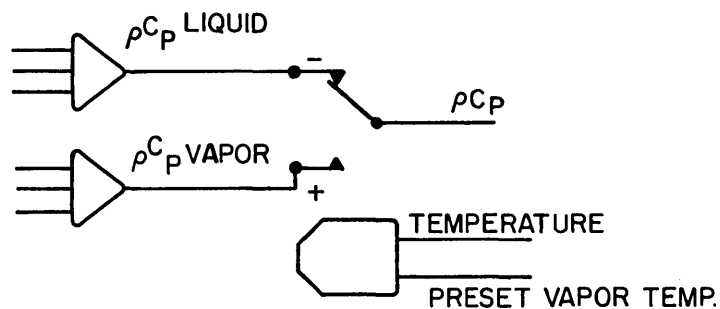 ρCP LIQUID
−
ρCP
ρCP VAPOR
+
TEMPERATURE
PRESET VAPOR TEMP.